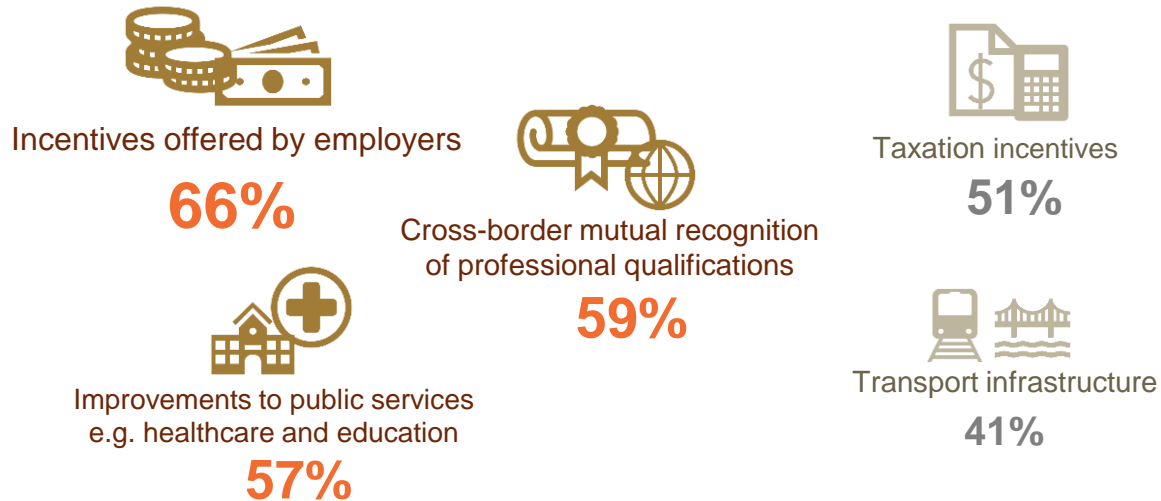 Incentives offered by employers
66%
Cross-border mutual recognition
of professional qualifications
59%
Improvements to public services
e.g. healthcare and education
57%
$
Taxation incentives
51%
Transport infrastructure
41%